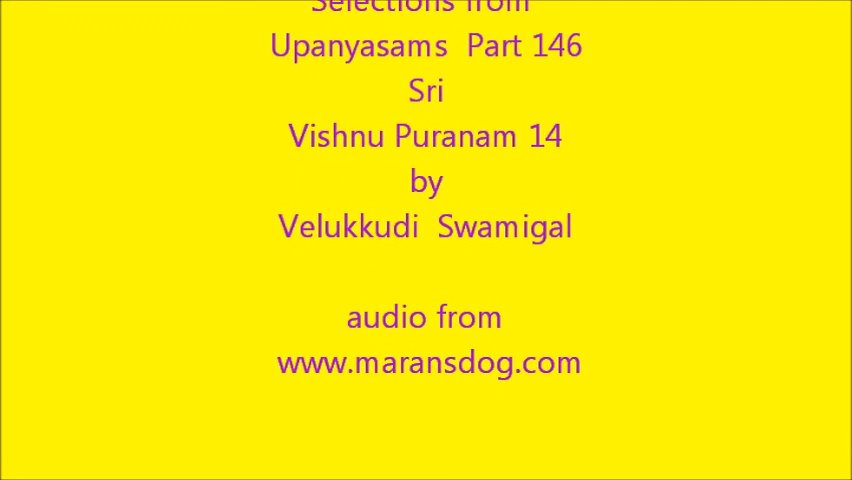 Selections from
Upanyasams Part 146
Sri
Vishnu Puranam 14
by
Velukkudi Swamigal
audio from
www.maransdog.com